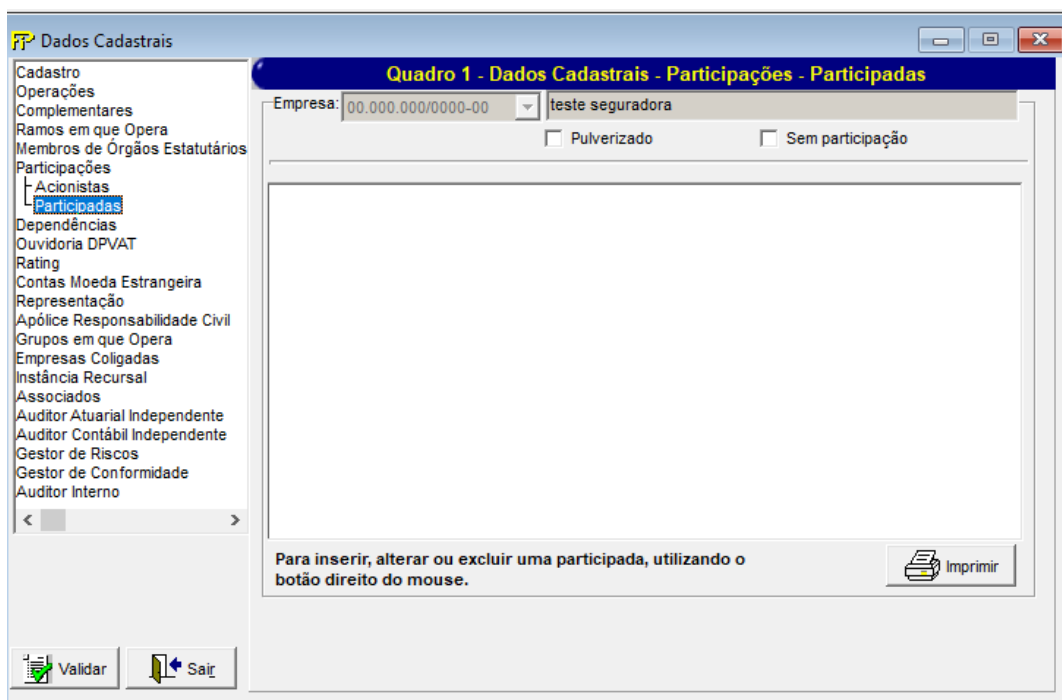 FIP Dados Cadastrais
Cadastro
Operações
Complementares
Ramos em que Opera
Membros de Órgãos Estatutários
Participações
Acionistas
Participadas
Dependências
Ouvidoria DPVAT
Rating
Contas Moeda Estrangeira
Representação
Apólice Responsabilidade Civil
Grupos em que Opera
Empresas Coligadas
Instância Recursal
Associados
Auditor Atuarial Independente
Auditor Contábil Independente
Gestor de Riscos
Gestor de Conformidade
Auditor Interno
Validar
Sair
Quadro 1 - Dados Cadastrais - Participações - Participadas
Empresa: 00.000.000/0000-00 teste seguradora
Pulverizado Sem participação
Para inserir, alterar ou excluir uma participada, utilizando o
botão direito do mouse.
Imprimir